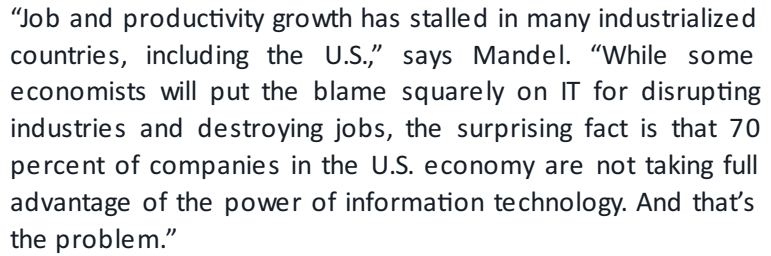 “Job and productivity growth has stalled in many industrialized
countries, including the U.S.,” says Mandel. “While some
economists will put the blame squarely on IT for disrupting
industries and destroying jobs, the surprising fact is that 70
percent of companies in the U.S. economy are not taking full
advantage of the power of information technology. And that’s
the problem.”